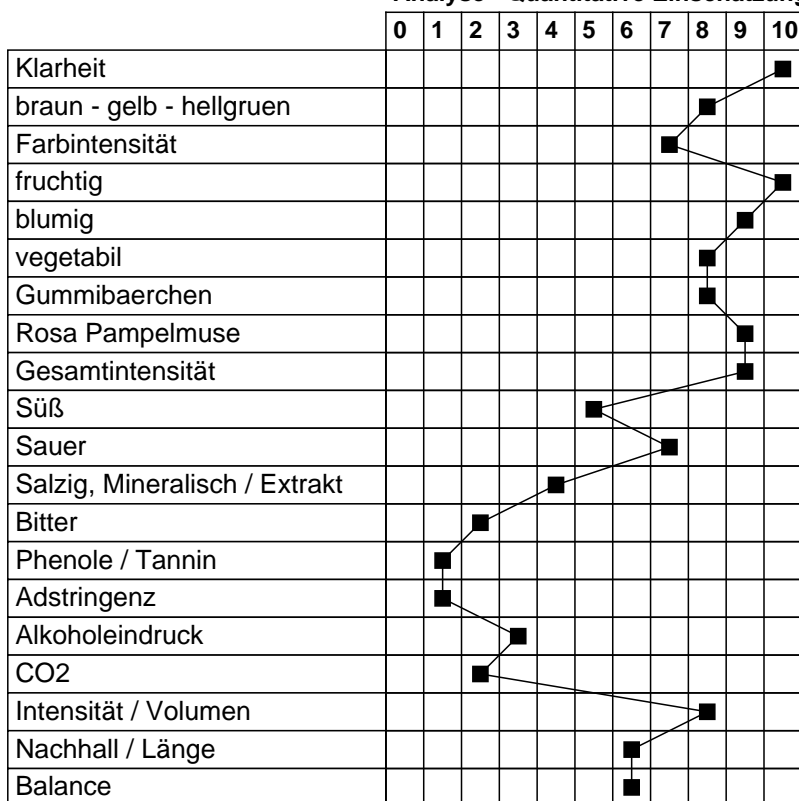 0 1 2 3 4 5 6 7 8 9 10
Klarheit
braun - gelb - hellgruen
Farbintensität
fruchtig
blumig
vegetabil
Gummibaerchen
Rosa Pampelmuse
Gesamtintensität
Süß
Sauer
Salzig, Mineralisch / Extrakt
Bitter
Phenole / Tannin
Adstringenz
Alkoholeindruck
CO2
Intensität / Volumen
Nachhall / Länge
Balance